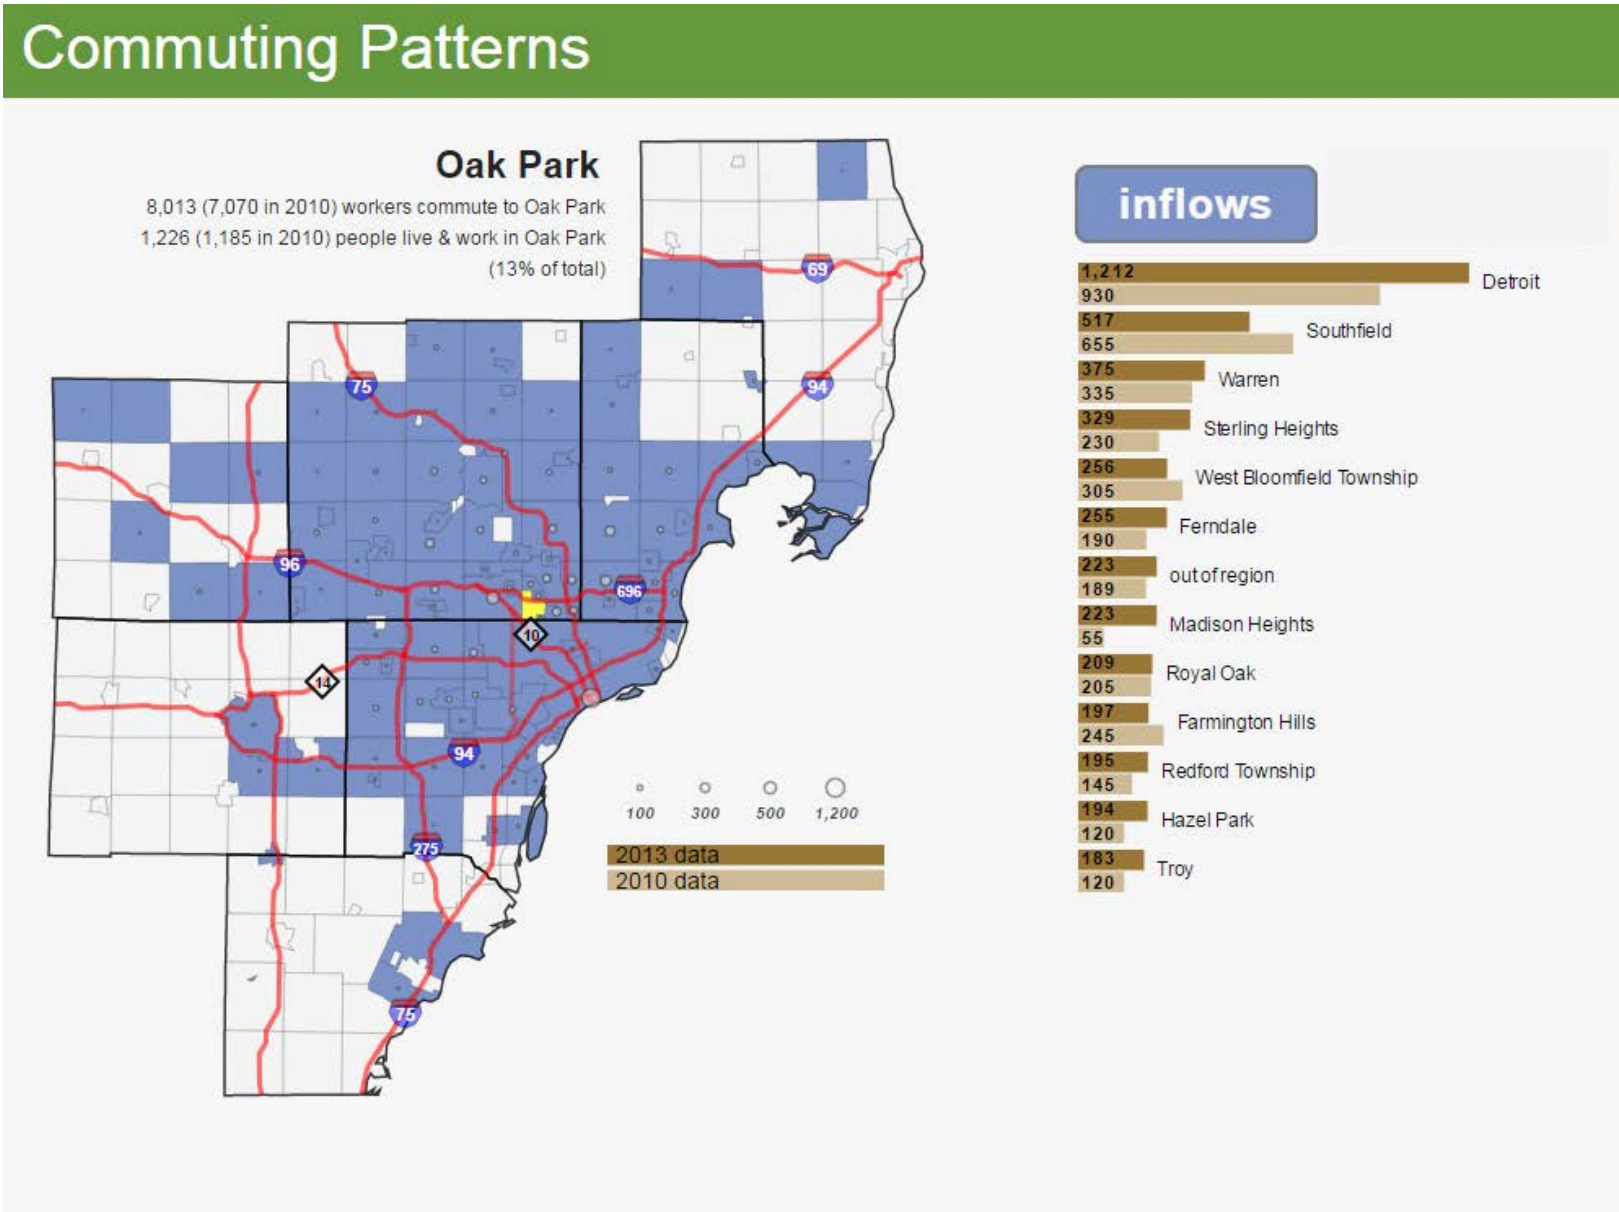 Commuting Patterns
Oak Park
8,013 (7,070 in 2010) workers commute to Oak Park
1,226 (1,185 in 2010) people live & work in Oak Park
(13% of total)
inflows
1,212
930
Detroit
517
655
Southfield
375
335
Warren
329
230
Sterling Heights
256
305
West Bloomfield Township
255
190
Ferndale
223
189
out of region
223
55
Madison Heights
209
205
Royal Oak
197
245
Farmington Hills
195
145
Redford Township
194
120
Hazel Park
183
120
Troy
69
75
94
96
696
10
14
94
275
75
100 300 500 1,200
2013 data
2010 data